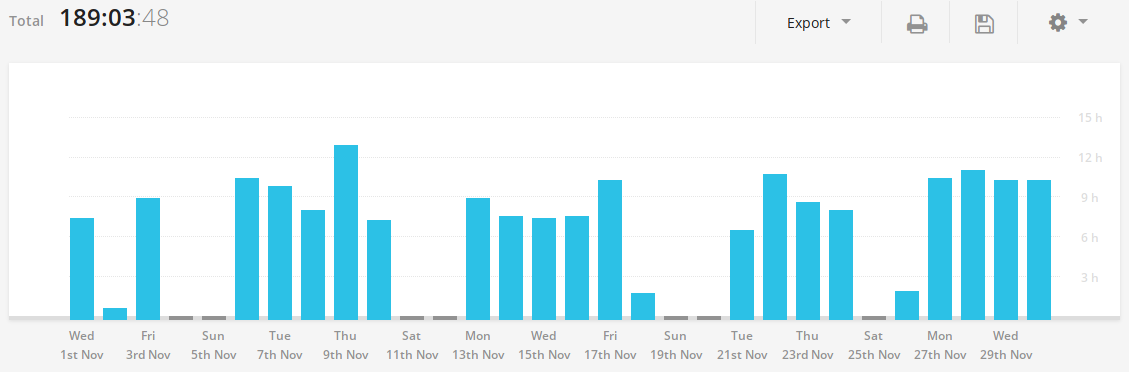 Total 189:03:48 Export
15 h
12 h
9 h
6 h
3 h
Wed Fri Sun Tue Thu Sat Mon Wed Fri Sun Tue Thu Sat Mon Wed
1st Nov 3rd Nov 5th Nov 7th Nov 9th Nov 11th Nov 13th Nov 15th Nov 17th Nov 19th Nov 21st Nov 23rd Nov 25th Nov 27th Nov 29th Nov